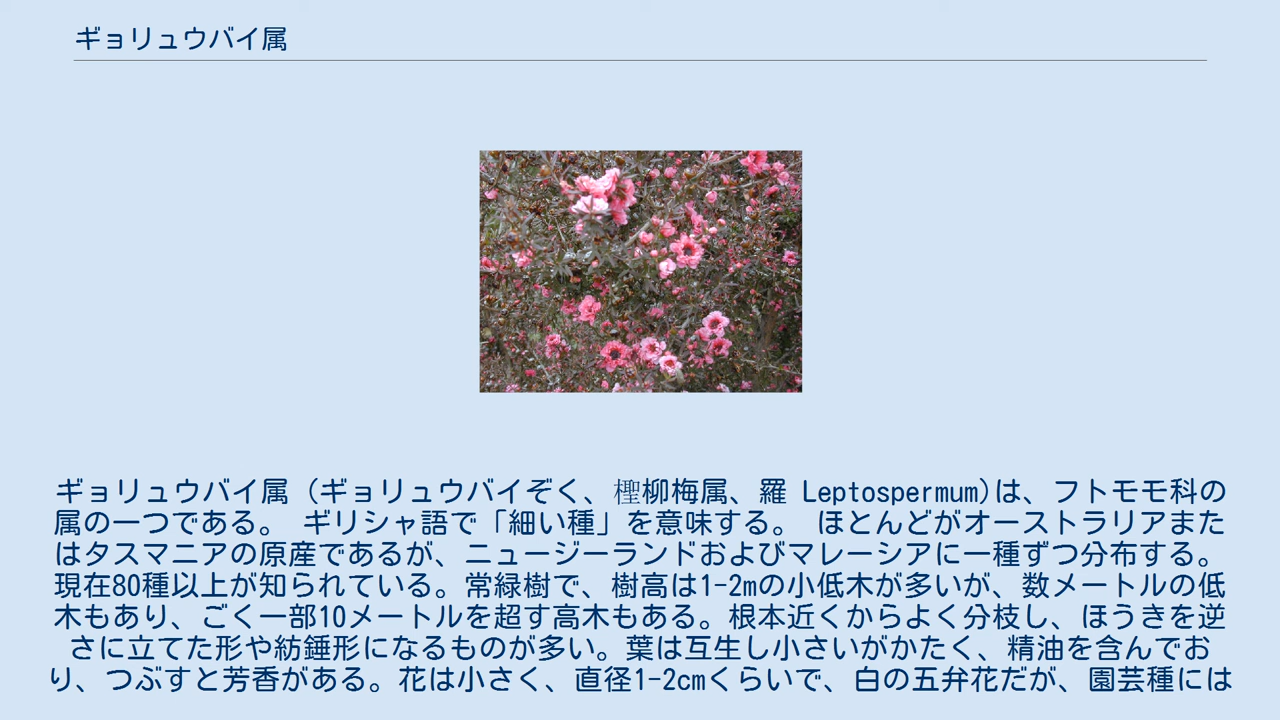 ギョリュウバイ属
ギョリュウバイ属 (ギョリュウバイぞく、檉柳梅属、羅 Leptospermum)は、フトモモ科の
属の一つである。 ギリシャ語で「細い種」を意味する。 ほとんどがオーストラリアまた
はタスマニアの原産であるが、ニュージーランドおよびマレーシアに一種ずつ分布する。
現在80種以上が知られている。常緑樹で、樹高は1-2mの小低木が多いが、数メートルの低
木もあり、ごく一部10メートルを超す高木もある。根本近くからよく分枝し、ほうきを逆
さに立てた形や紡錘形になるものが多い。葉は互生し小さいがかたく、精油を含んでお
り、つぶすと芳香がある。花は小さく、直径1-2cmくらいで、白の五弁花だが、園芸種には